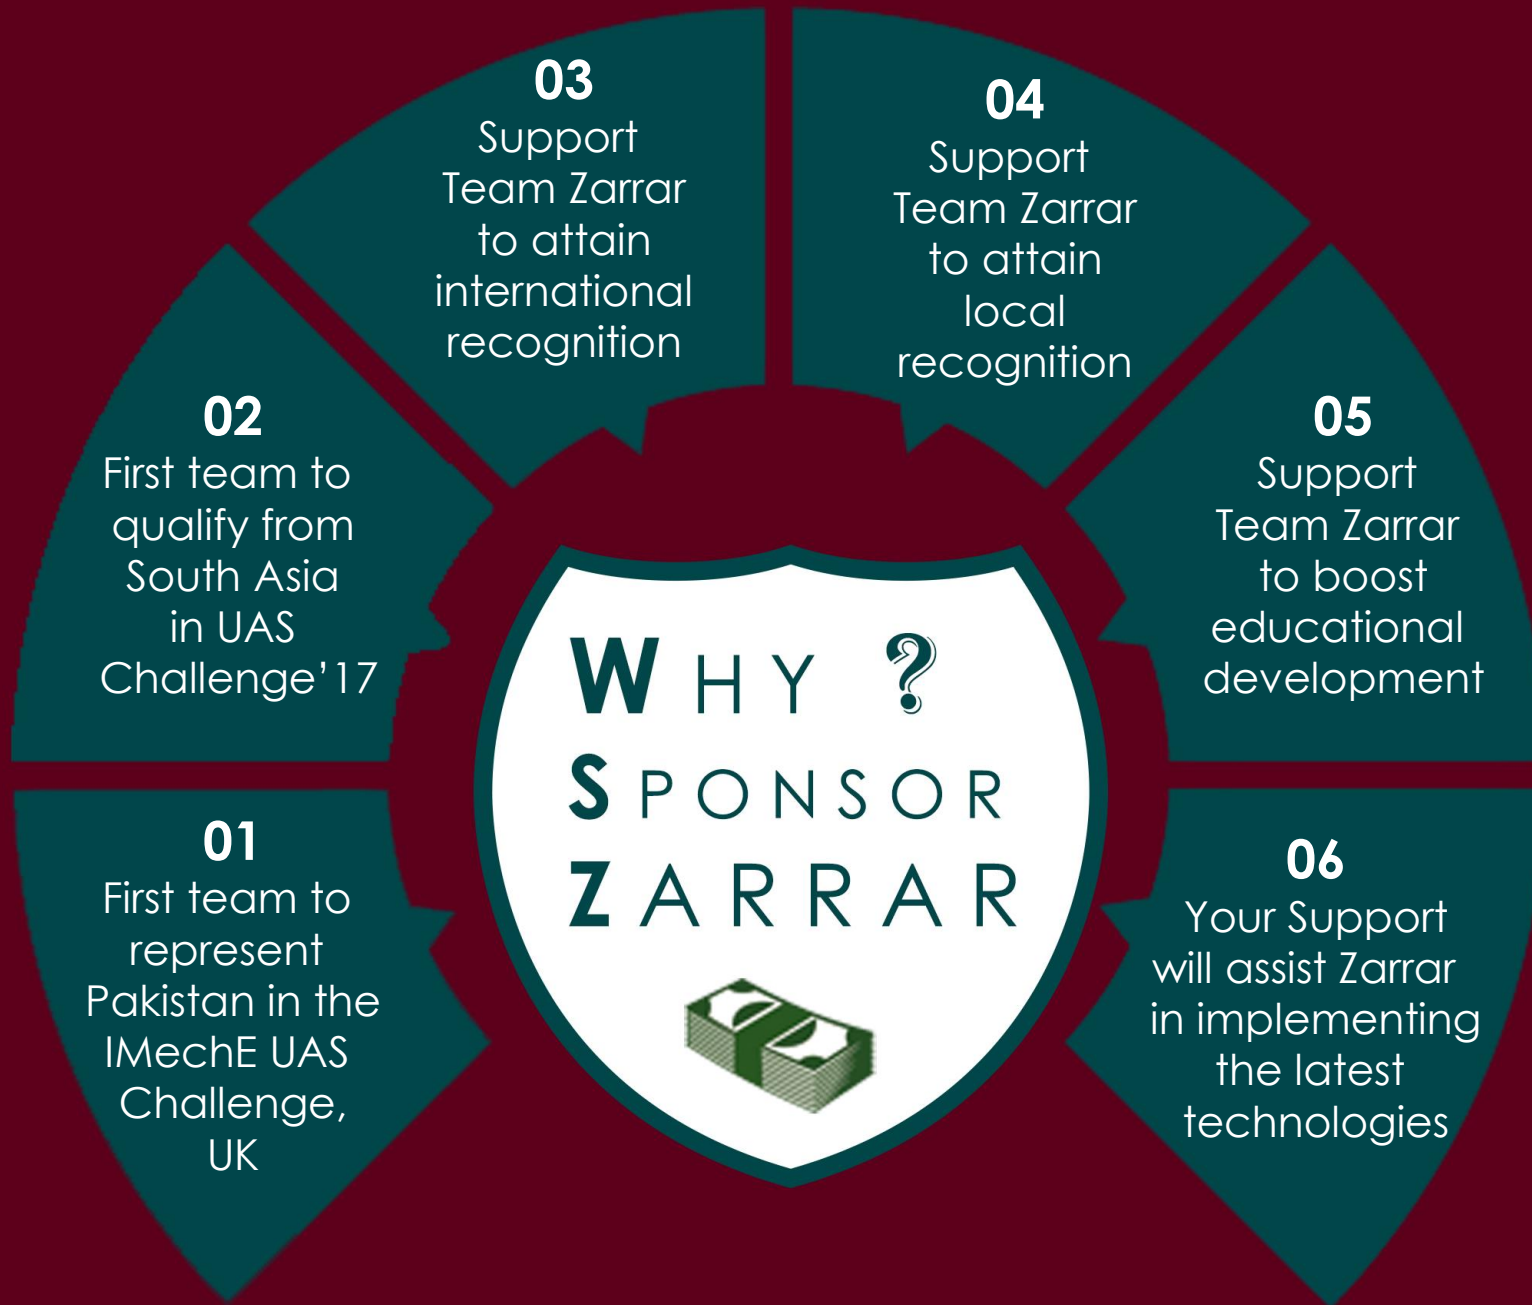 01
First team to
represent
Pakistan in the
IMechE UAS
Challenge,
UK
02
First team to
qualify from
South Asia
in UAS
Challenge’17
03
Support
Team Zarrar
to attain
international
recognition
04
Support
Team Zarrar
to attain
local
recognition
05
Support
Team Zarrar
to boost
educational
development
06
Your Support
will assist Zarrar
in implementing
the latest
technologies
WHY ?
SPONSOR
ZARRAR